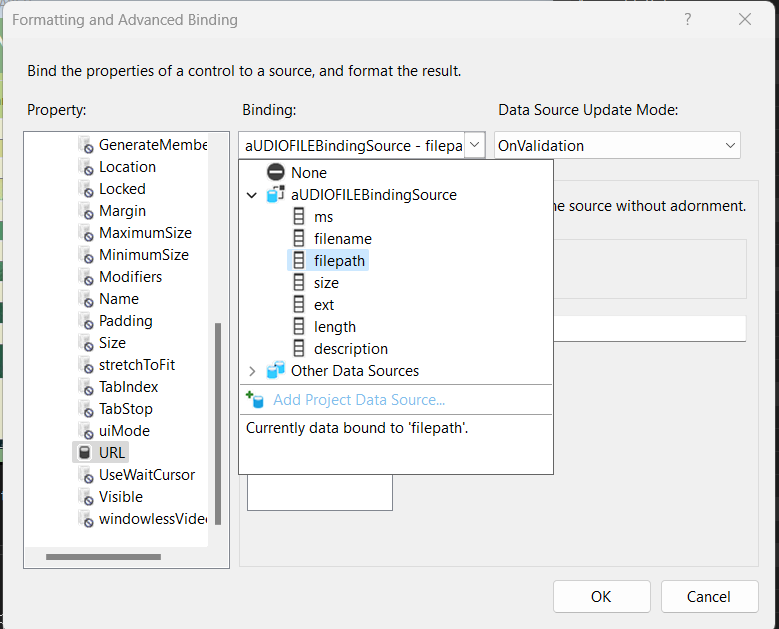 Formatting and Advanced Binding
?
Bind the properties of a control to a source, and format the result.
Property:
Binding:
Data Source Update Mode:
GenerateMembe
Location
Locked
Margin
MaximumSize
MinimumSize
Modifiers
Name
Padding
Size
stretchToFit
TabIndex
TabStop
uiMode
URL
UseWaitCursor
Visible
windowlessVide
aUDIOFILEBindingSource - filepa
OnValidation
None
aUDIOFILEBindingSource
ms
filename
filepath
size
ext
length
description
Other Data Sources
Add Project Data Source...
Currently data bound to 'filepath'.
he source without adornment.
OK
Cancel